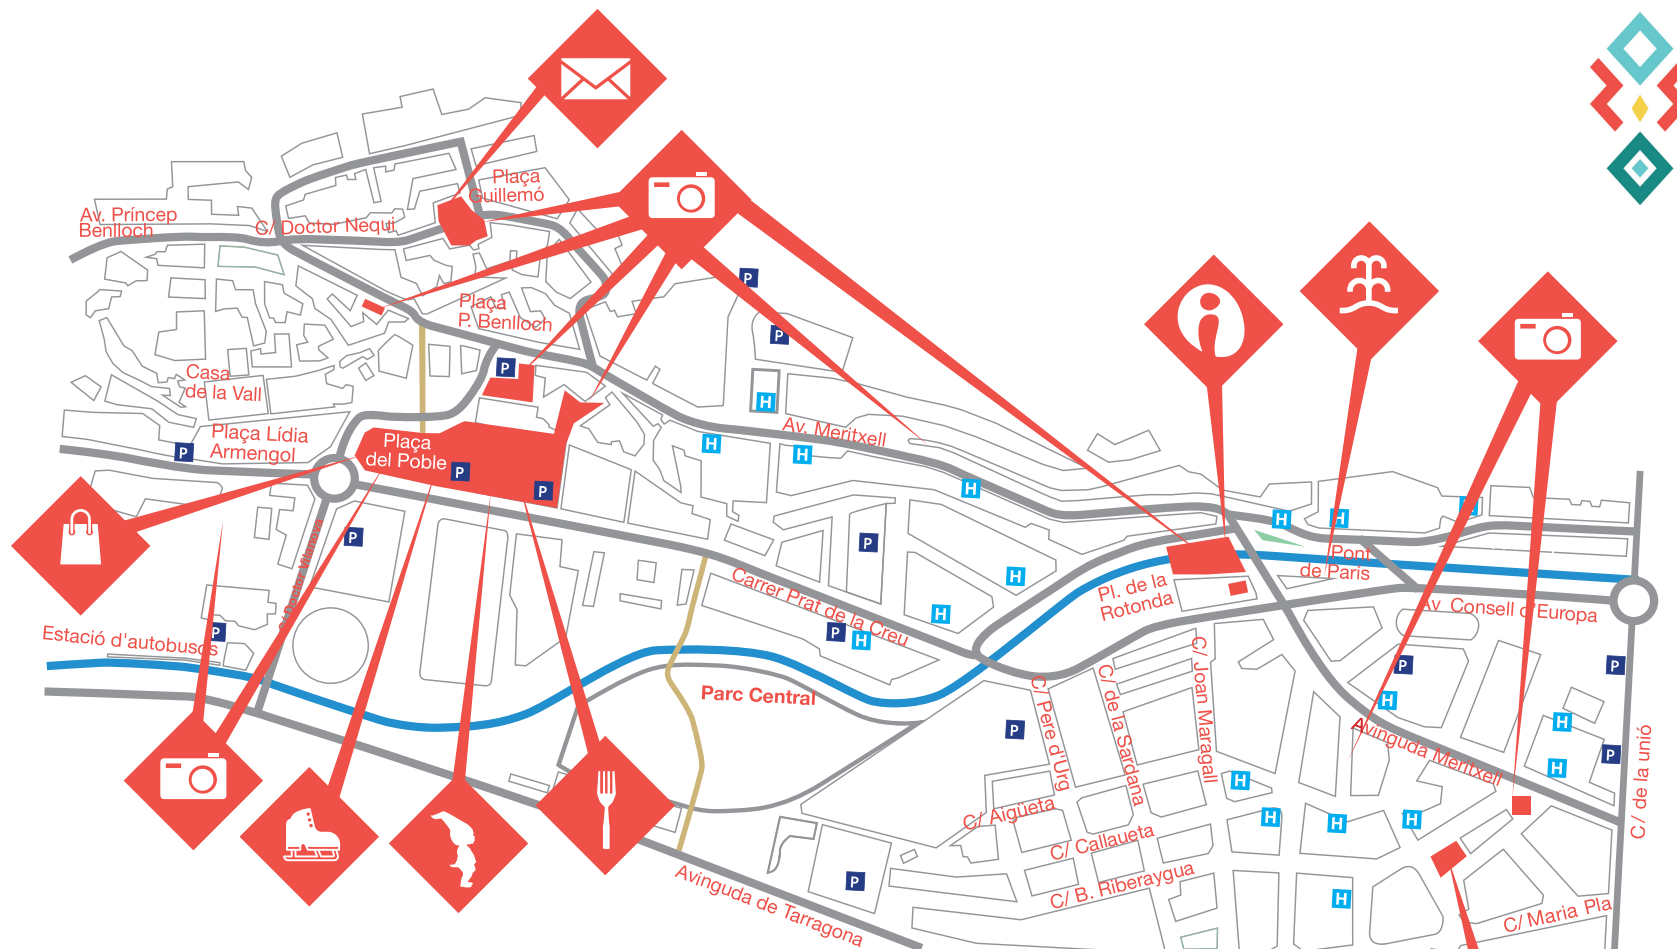 Plaça
Guillemó
Av. Príncep
Benlloch
C/ Doctor Nequi
Plaça
P. Benlloch
P
P
P
Casa
de la Vall
H
Plaça Lídia
Armengol
Plaça
del Poble
Av. Meritxell
P
P
P
H
H
H
H
H
H
P
P
C/ Doctor Vilanova
Pont
de París
Carrer Prat de la Creu
H
H
P
H
Pl. de la
Rotonda
Av Consell d'Europa
Estació d'autobusos
P
Parc Central
C/ Pere d'Urg
C/ de la Sardana
C/ Joan Maragall
P
P
P
H
H
H
P
Avinguda Meritxell
C/ de la unió
H
H
H
H
C/ Aigüeta
C/ Callaueta
C/ B. Riberaygua
P
H
Avinguda de Tarragona
C/ Maria Pla